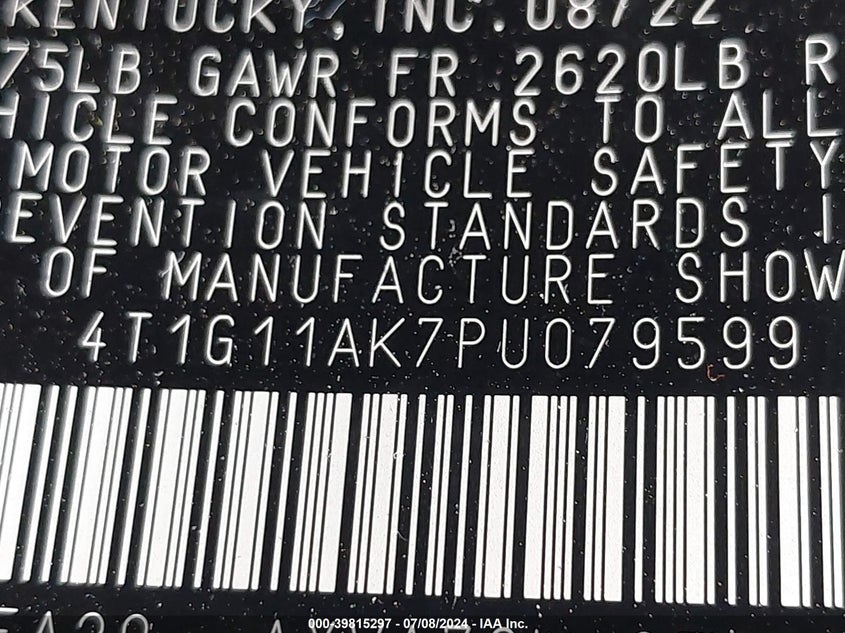 KENTUCKY, INC. 08/22
75LB GAWR FR 2620LB R
HICLE CONFORMS TO ALL
MOTOR VEHICLE SAFETY
EVENTION STANDARDS I
OF MANUFACTURE SHOW
4T1G11AK7PU079599
000-39815297 - 07/08/2024 - IAA Inc.